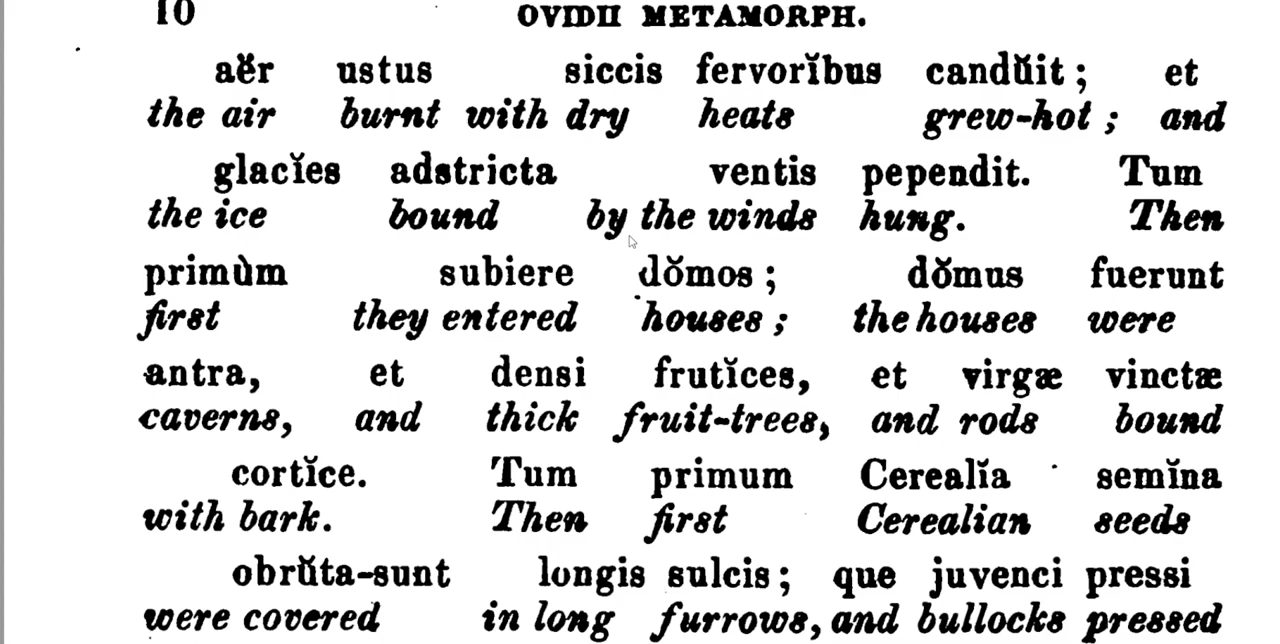 10 OVIDII METAMORPH.
aĕr ustus siccis fervorĭbus candŭit; et
the air burnt with dry heats grew-hot; and
glacĭes adstricta ventis pependit. Tum
the ice bound by the winds hung. Then
primùm subiere dŏmos; dŏmus fuerunt
first they entered houses; the houses were
antra, et densi frutĭces, et virgæ vinctæ
caverns, and thick fruit-trees, and rods bound
cortĭce. Tum primum Cerealĭa semĭna
with bark. Then first Cerealian seeds
obrŭta-sunt longis sulcis; que juvenci pressi
were covered in long furrows, and bullocks pressed